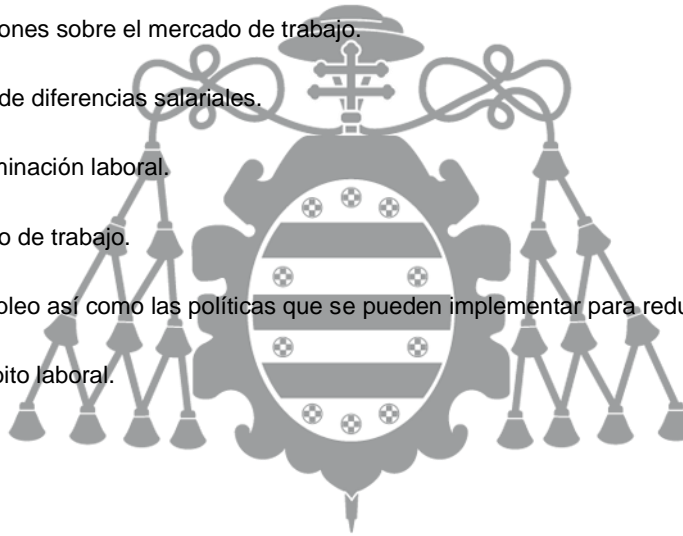 ones sobre el mercado de trabajo.
de diferencias salariales.
minación laboral.
o de trabajo.
oleo así como las políticas que se pueden implementar para redu
bito laboral.